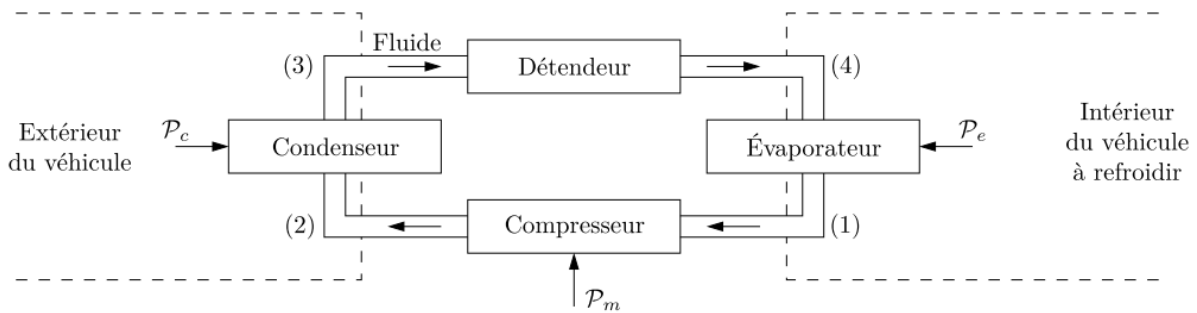 Fluide
(3)
Détendeur
(4)
Extérieur
du véhicule
𝒫c
Condenseur
Évaporateur
𝒫e
Intérieur
du véhicule
à refroidir
(2)
Compresseur
(1)
𝒫m